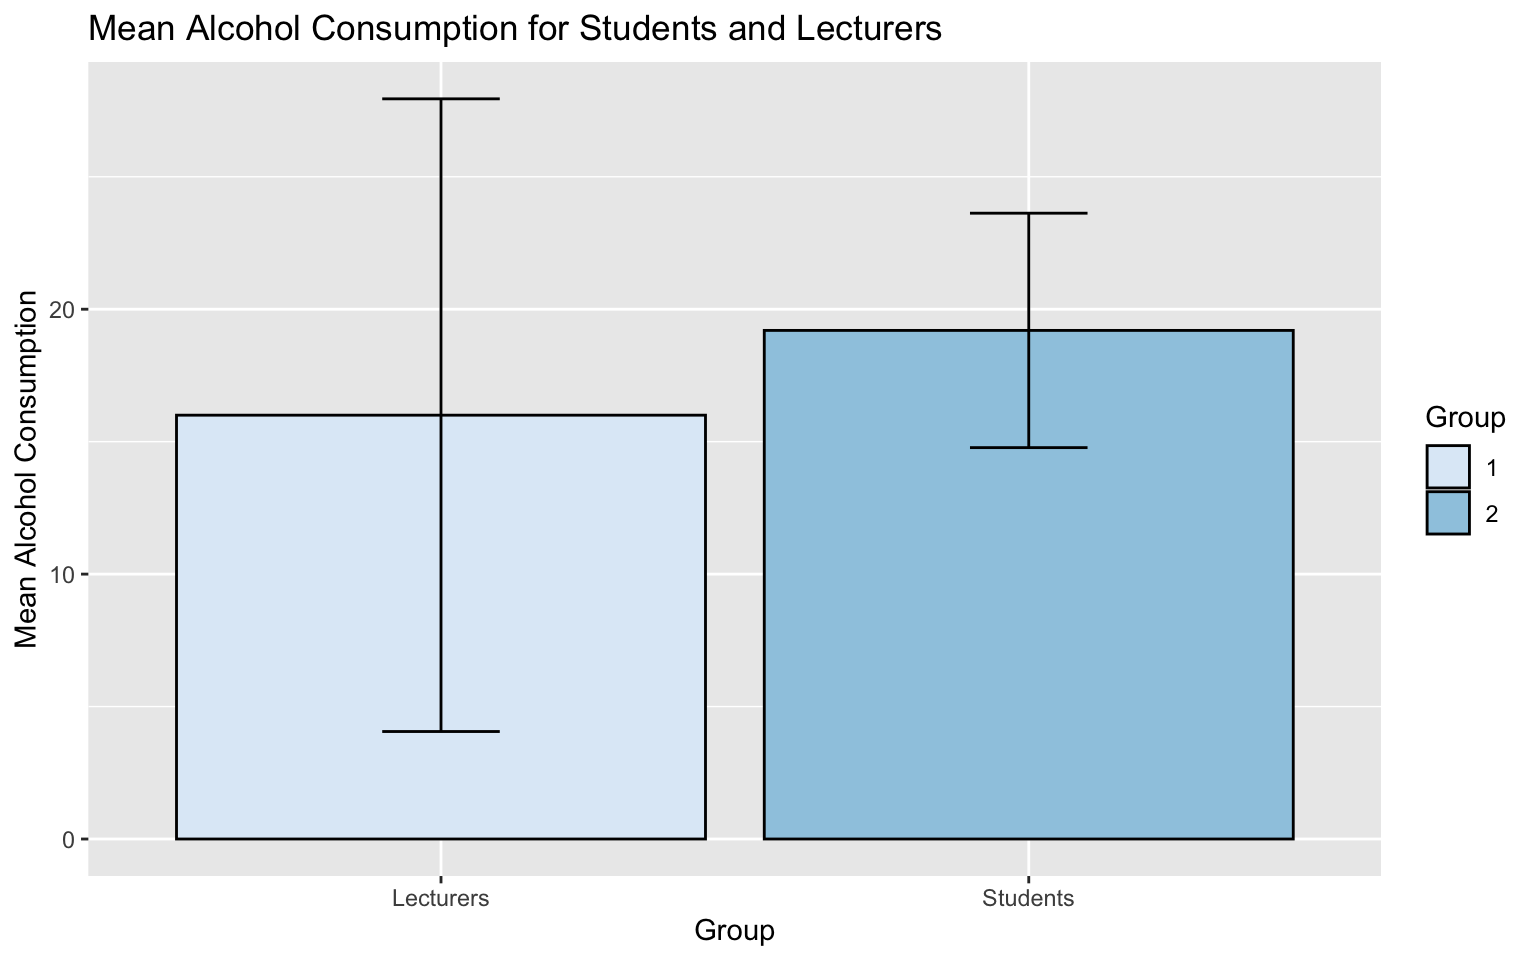 Mean Alcohol Consumption for Students and Lecturers
Mean Alcohol Consumption
20
10
0
Lecturers
Students
Group
Group
1
2